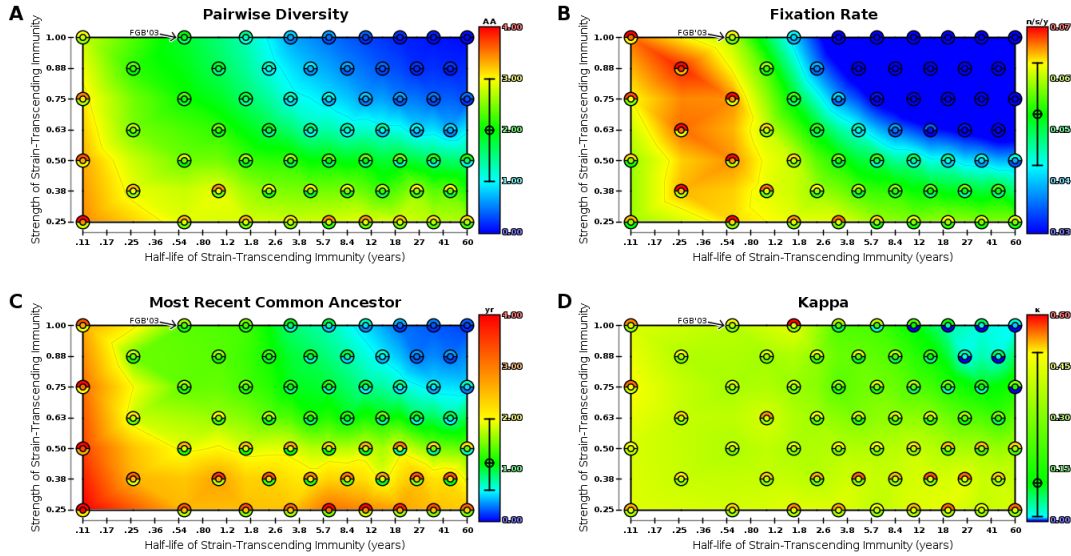 A
Pairwise Diversity
AA
B
Fixation Rate
n/s/y
FGB'03
FGB'03
1.00
0.88
0.75
0.63
0.50
0.38
0.25
4.00
3.00
2.00
1.00
0.00
1.00
0.88
0.75
0.63
0.50
0.38
0.25
0.07
0.06
0.05
0.04
0.03
Strength of Strain-Transcending Immunity
Strength of Strain-Transcending Immunity
.11 .17 .25 .36 .54 .80 1.2 1.8 2.6 3.8 5.7 8.4 12 18 27 41 60
.11 .17 .25 .36 .54 .80 1.2 1.8 2.6 3.8 5.7 8.4 12 18 27 41 60
Half-life of Strain-Transcending Immunity (years)
Half-life of Strain-Transcending Immunity (years)
C
Most Recent Common Ancestor
yr
D
Kappa
κ
FGB'03
FGB'03
1.00
0.88
0.75
0.63
0.50
0.38
0.25
4.00
3.00
2.00
1.00
0.00
1.00
0.88
0.75
0.63
0.50
0.38
0.25
0.60
0.45
0.30
0.15
0.00
Strength of Strain-Transcending Immunity
Strength of Strain-Transcending Immunity
.11 .17 .25 .36 .54 .80 1.2 1.8 2.6 3.8 5.7 8.4 12 18 27 41 60
.11 .17 .25 .36 .54 .80 1.2 1.8 2.6 3.8 5.7 8.4 12 18 27 41 3.8 60
Half-life of Strain-Transcending Immunity (years)
Half-life of Strain-Transcending Immunity (years)